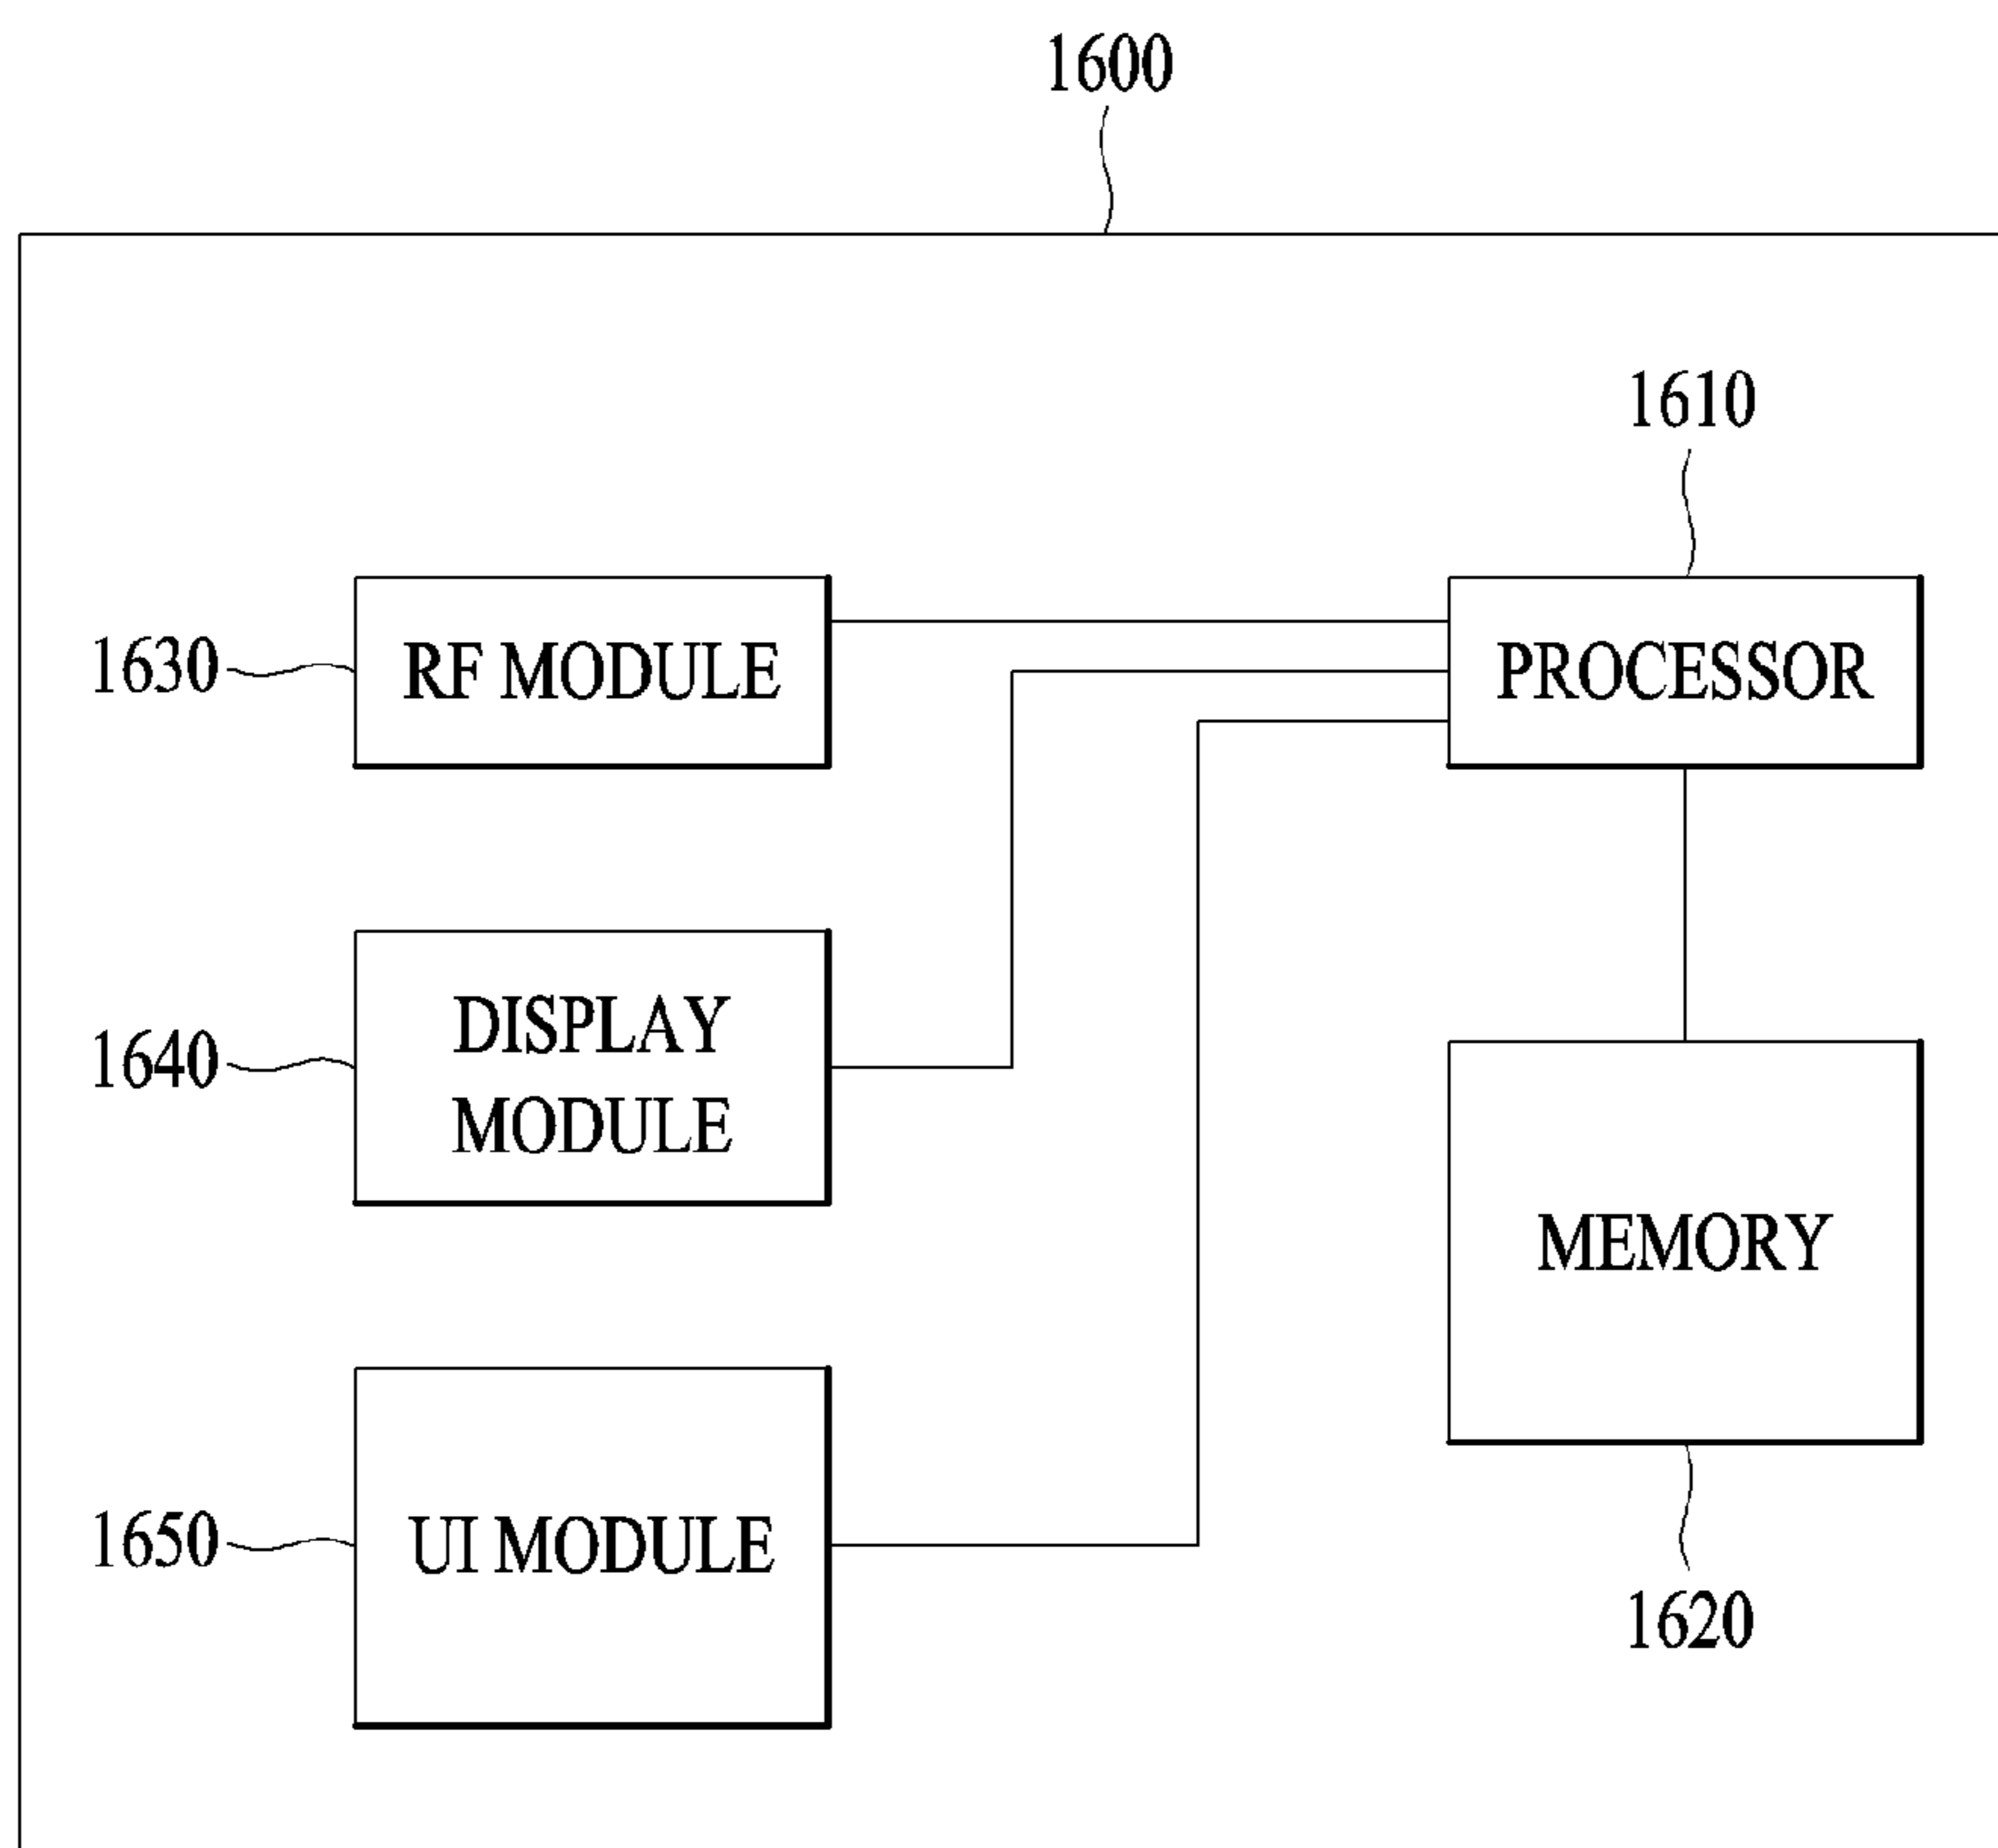 1600
1610
1630
RF MODULE
PROCESSOR
1640
DISPLAY
MODULE
MEMORY
1650
UI MODULE
1620